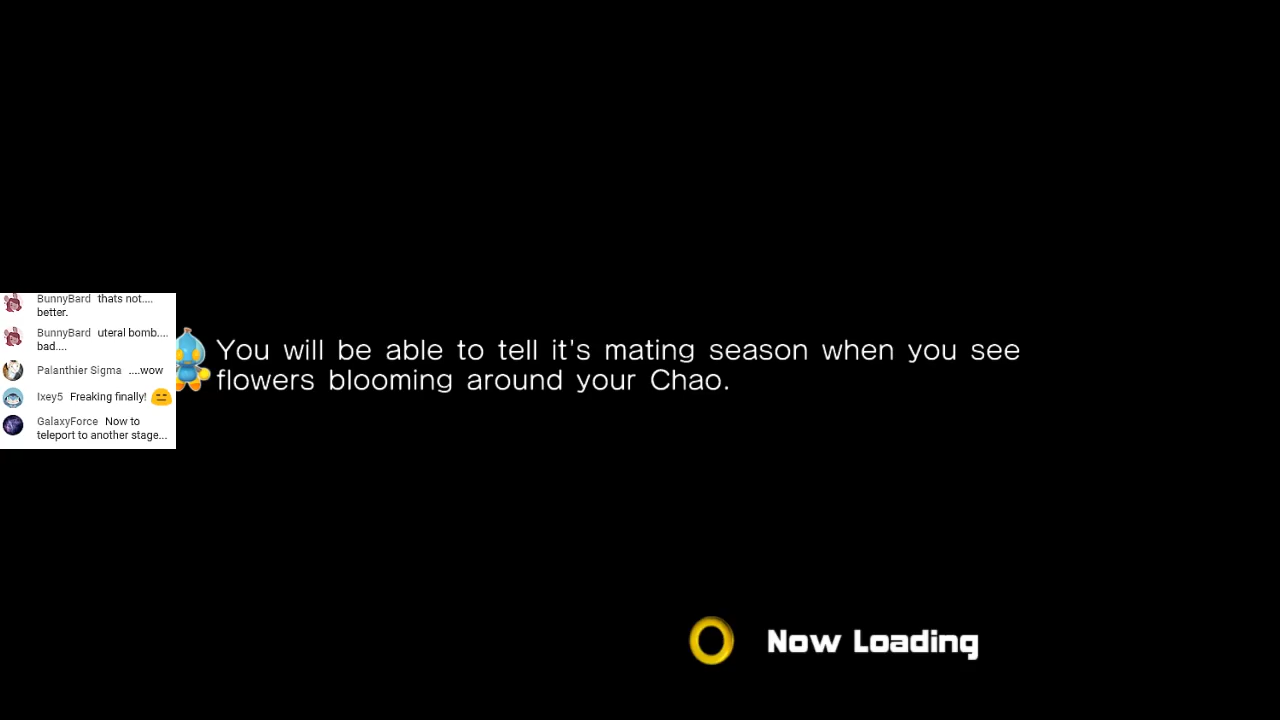 BunnyBard thats not....
better.
BunnyBard uteral bomb....
bad....
Palanthier Sigma ....wow
Ixey5 Freaking finally!
GalaxyForce Now to
teleport to another stage...
You will be able to tell it's mating season when you see
flowers blooming around your Chao.
Now Loading